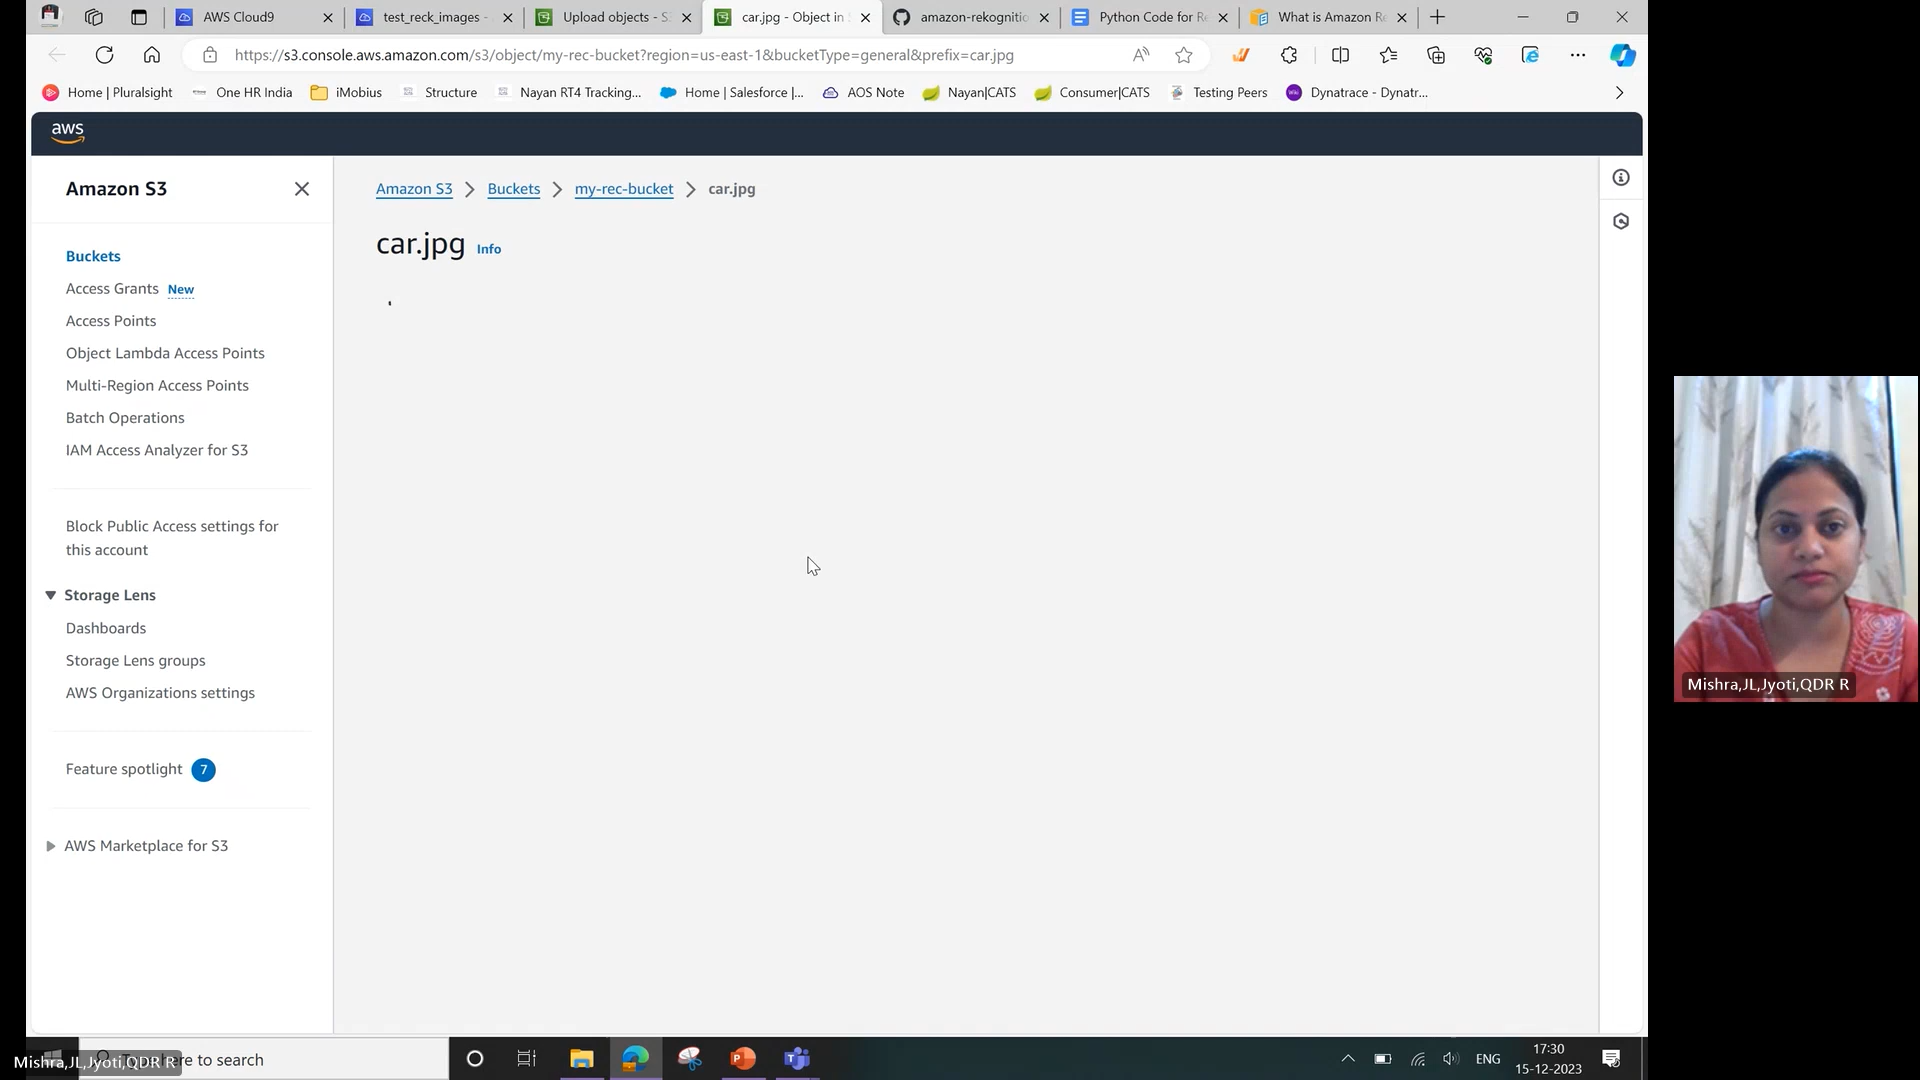 AWS Cloud9
test_reck_images -
Upload objects - S
car.jpg - Object in
amazon-rekognitio
Python Code for Re
What is Amazon Re
https://s3.console.aws.amazon.com/s3/object/my-rec-bucket?region=us-east-1&bucketType=general&prefix=car.jpg
Home | Pluralsight
One HR India
iMobius
Structure
Nayan RT4 Tracking...
Home | Salesforce |...
AOS Note
Nayan|CATS
Consumer|CATS
Testing Peers
Dynatrace - Dynatr...
aws
Amazon S3
Buckets
Access Grants New
Access Points
Object Lambda Access Points
Multi-Region Access Points
Batch Operations
IAM Access Analyzer for S3
Block Public Access settings for
this account
Storage Lens
Dashboards
Storage Lens groups
AWS Organizations settings
Feature spotlight 7
AWS Marketplace for S3
Amazon S3 > Buckets > my-rec-bucket > car.jpg
car.jpg Info
Mishra,JL,Jyoti,QDR R
Mishra,JL,Jyoti,QDR R
here to search
ENG
17:30
15-12-2023